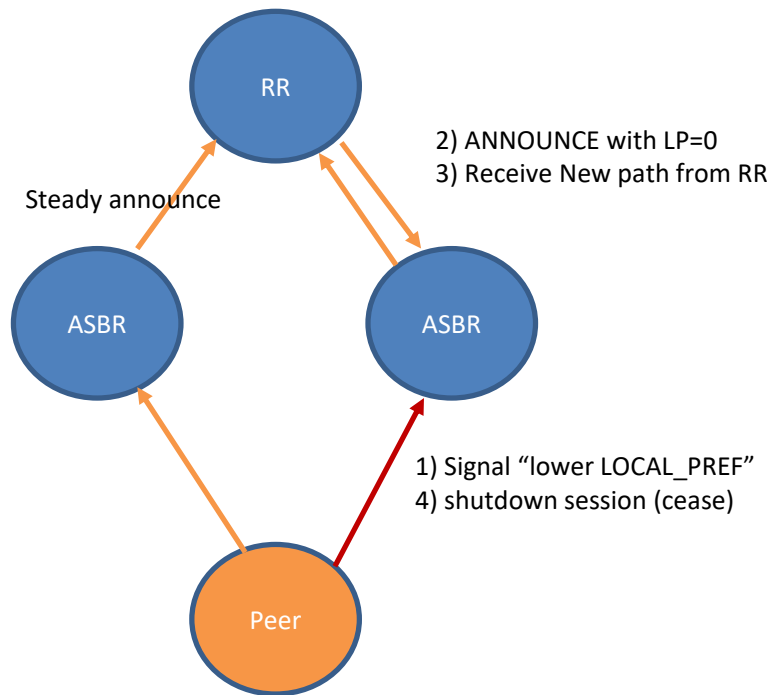 RR
2) ANNOUNCE with LP=0
3) Receive New path from RR
Steady announce
ASBR
ASBR
1) Signal “lower LOCAL_PREF”
4) shutdown session (cease)
Peer